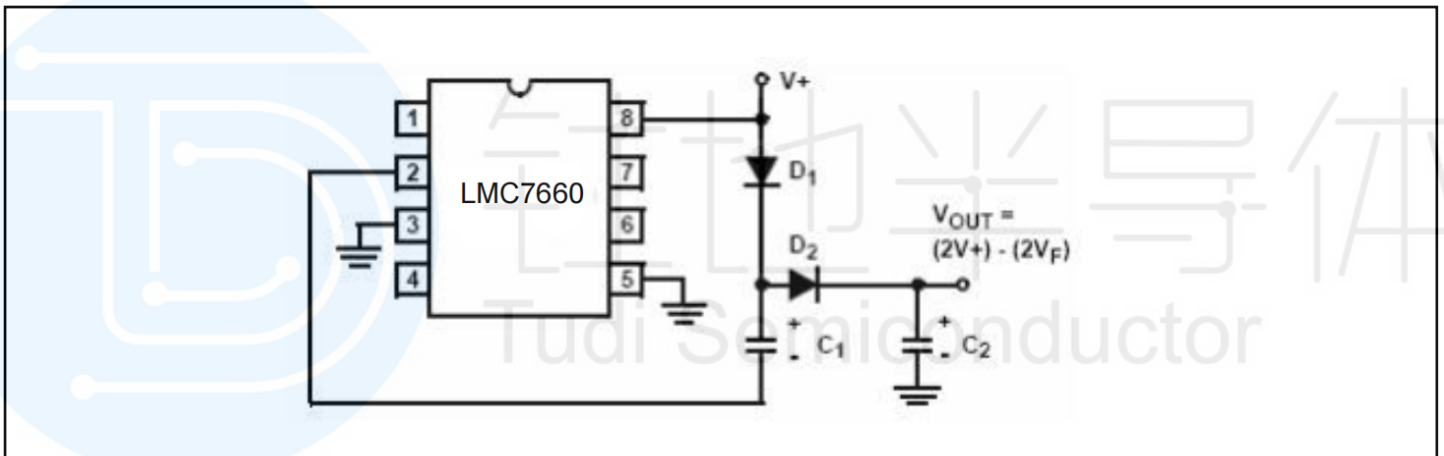 V+
1
8
2
7
LMC7660
D1
3
6
VOUT =
(2V+) - (2VF)
D2
4
5
+
- C1
+
- C2
钍地半导体
Tudi Semiconductor